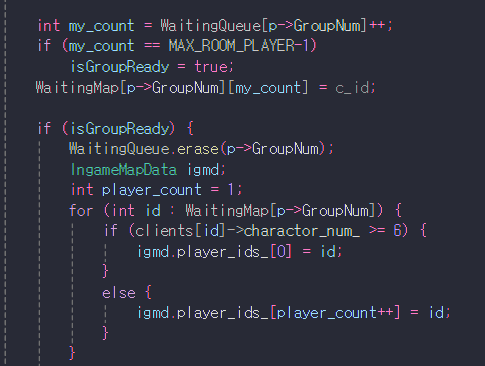 int my_count = WaitingQueue[p->GroupNum]++;
if (my_count == MAX_ROOM_PLAYER-1)
isGroupReady = true;
WaitingMap[p->GroupNum][my_count] = c_id;
if (isGroupReady) {
WaitingQueue.erase(p->GroupNum);
IngameMapData igmd;
int player_count = 1;
for (int id : WaitingMap[p->GroupNum]) {
if (clients[id]->charactor_num_ >= 6) {
igmd.player_ids_[0] = id;
}
else {
igmd.player_ids_[player_count++] = id;
}
}